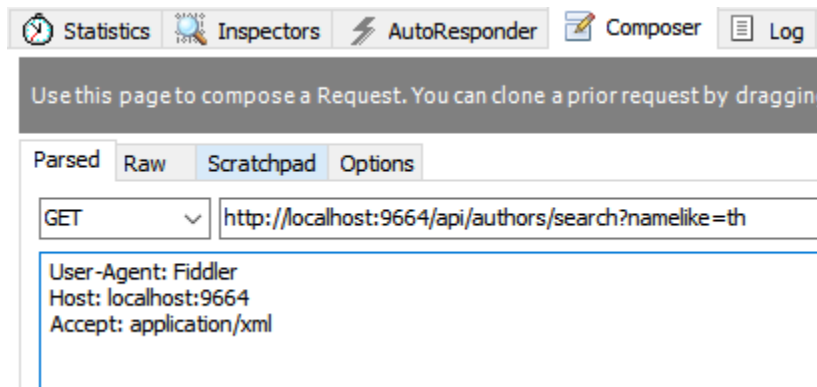 Statistics Inspectors AutoResponder Composer Log
Use this page to compose a Request. You can clone a prior request by draggin
Parsed Raw Scratchpad Options
GET http://localhost:9664/api/authors/search?namelike=th
User-Agent: Fiddler
Host: localhost:9664
Accept: application/xml